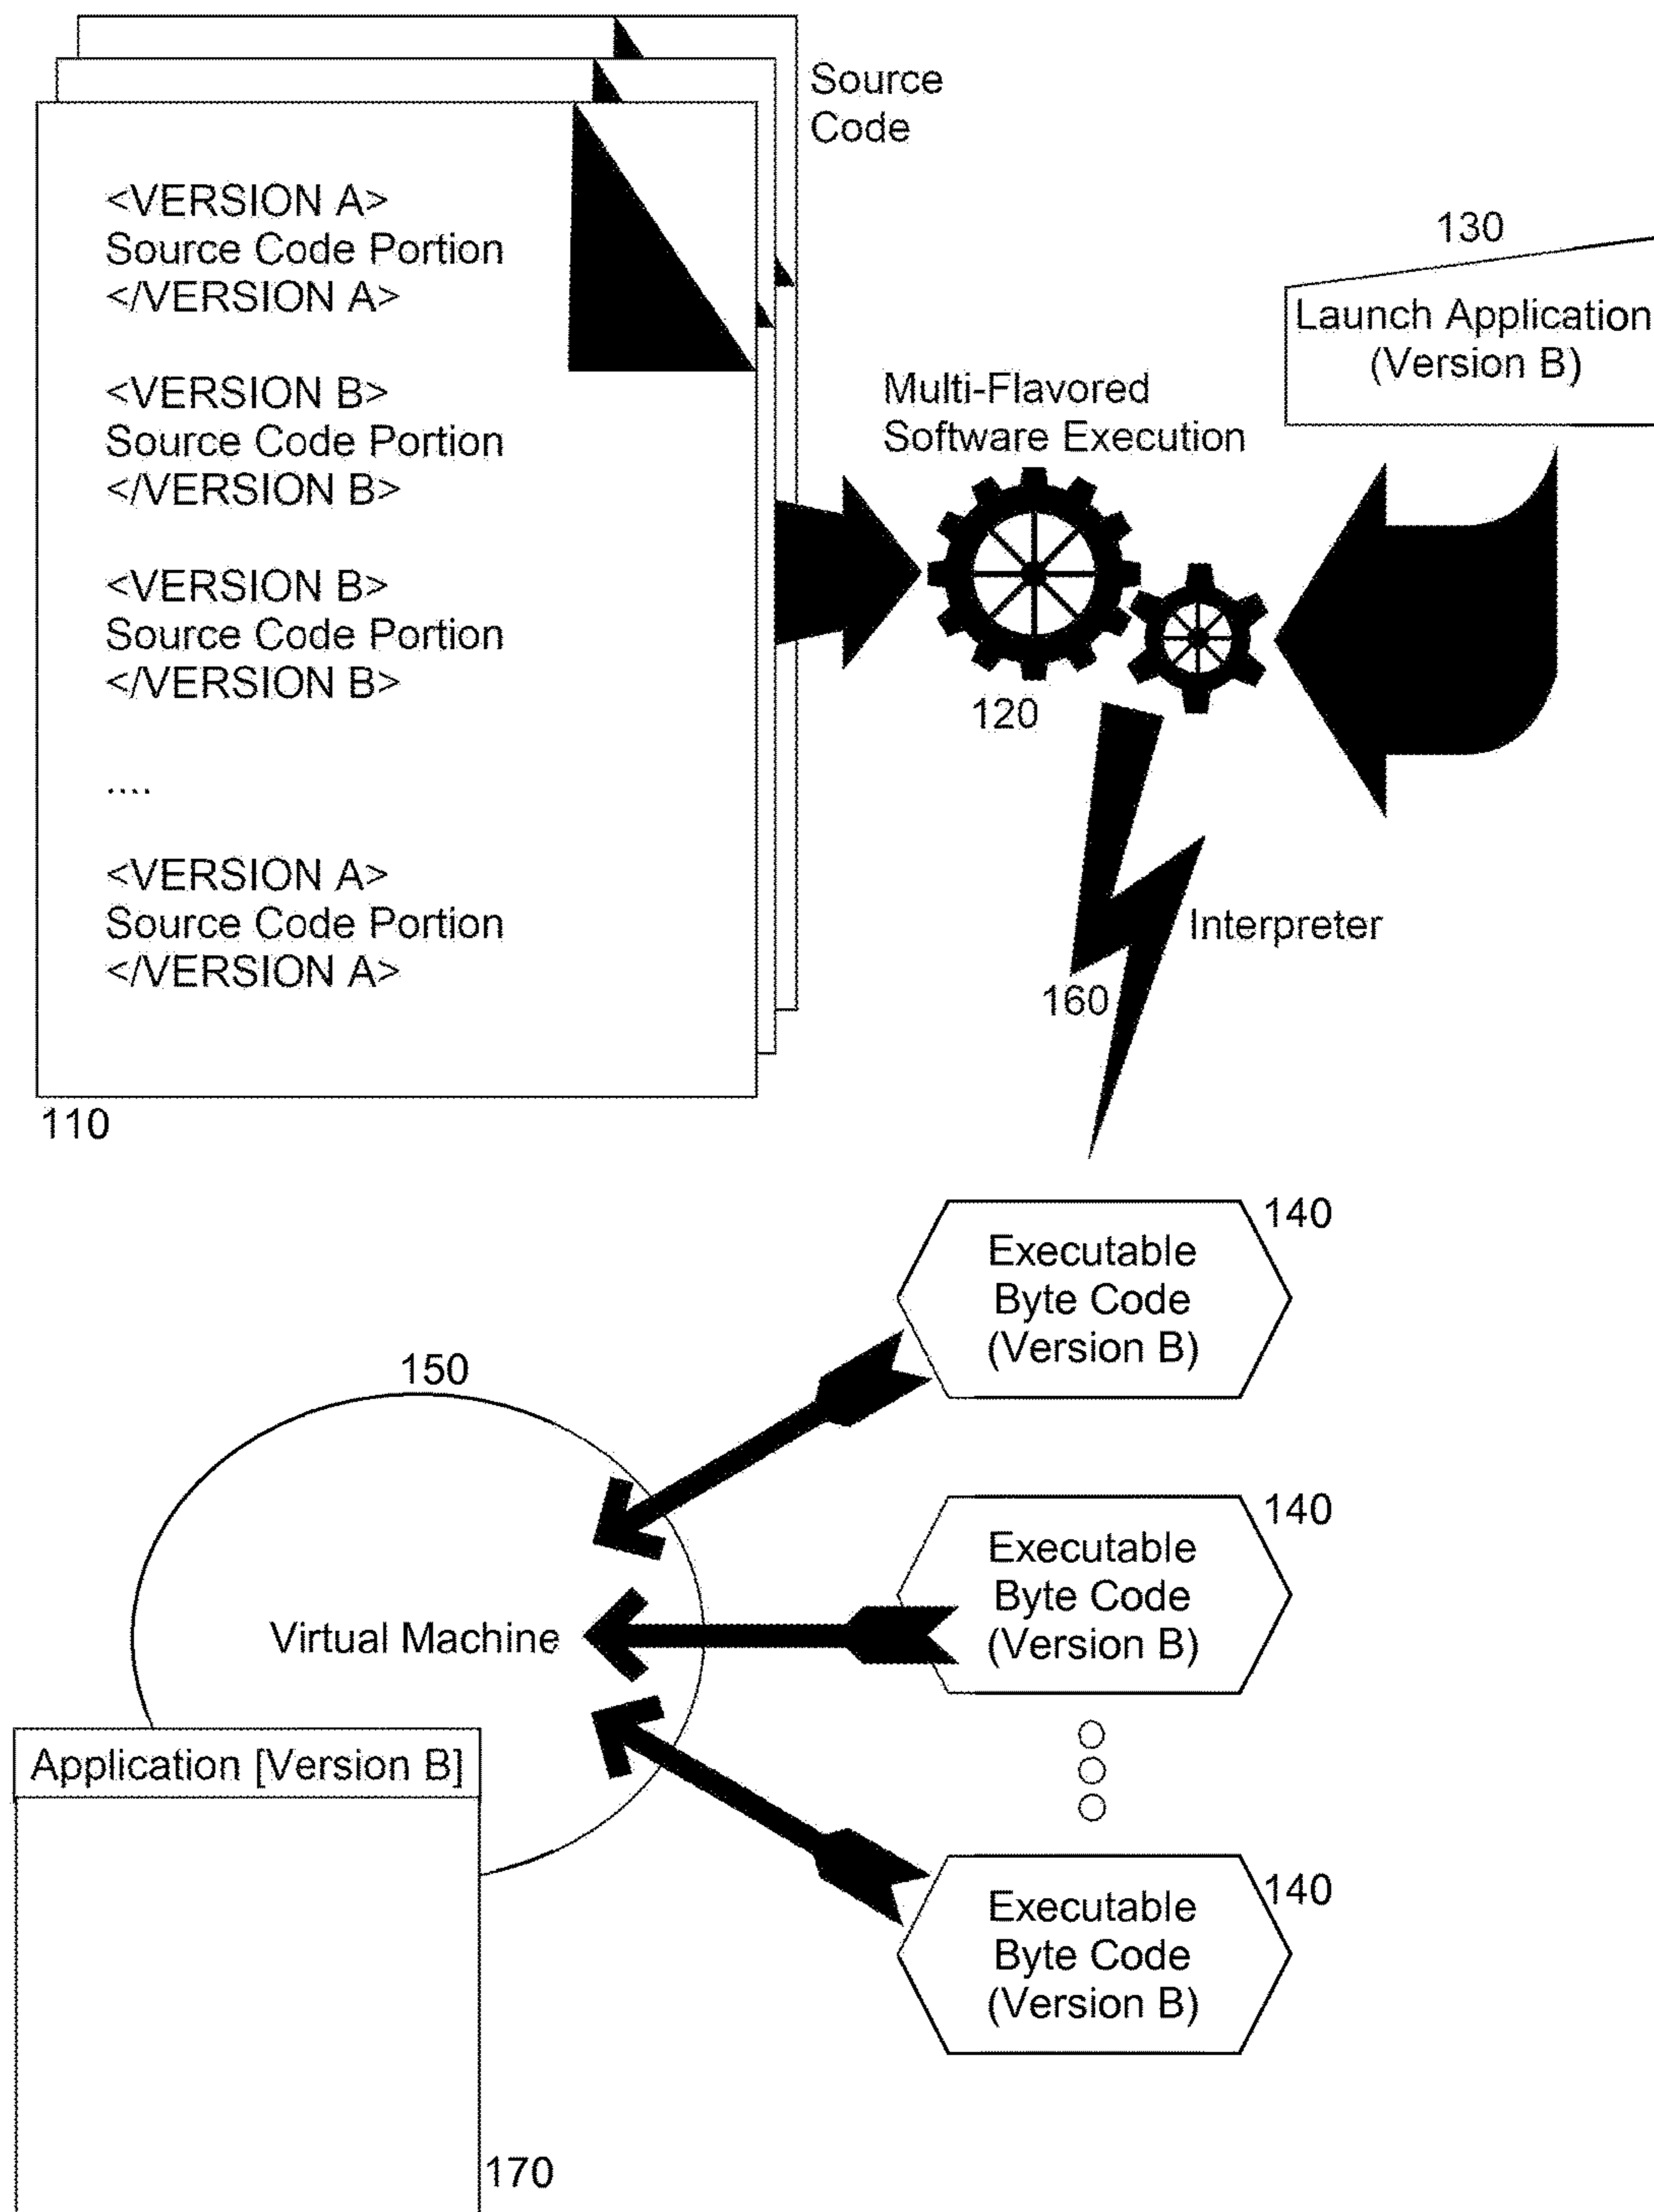 Source
Code
<VERSION A>
Source Code Portion
</VERSION A>
<VERSION B>
Source Code Portion
</VERSION B>
<VERSION B>
Source Code Portion
</VERSION B>
....
<VERSION A>
Source Code Portion
</VERSION A>
110
Multi-Flavored
Software Execution
120
130
Launch Application
(Version B)
Interpreter
160
140
Executable
Byte Code
(Version B)
140
Executable
Byte Code
(Version B)
140
Executable
Byte Code
(Version B)
150
Virtual Machine
Application [Version B]
170